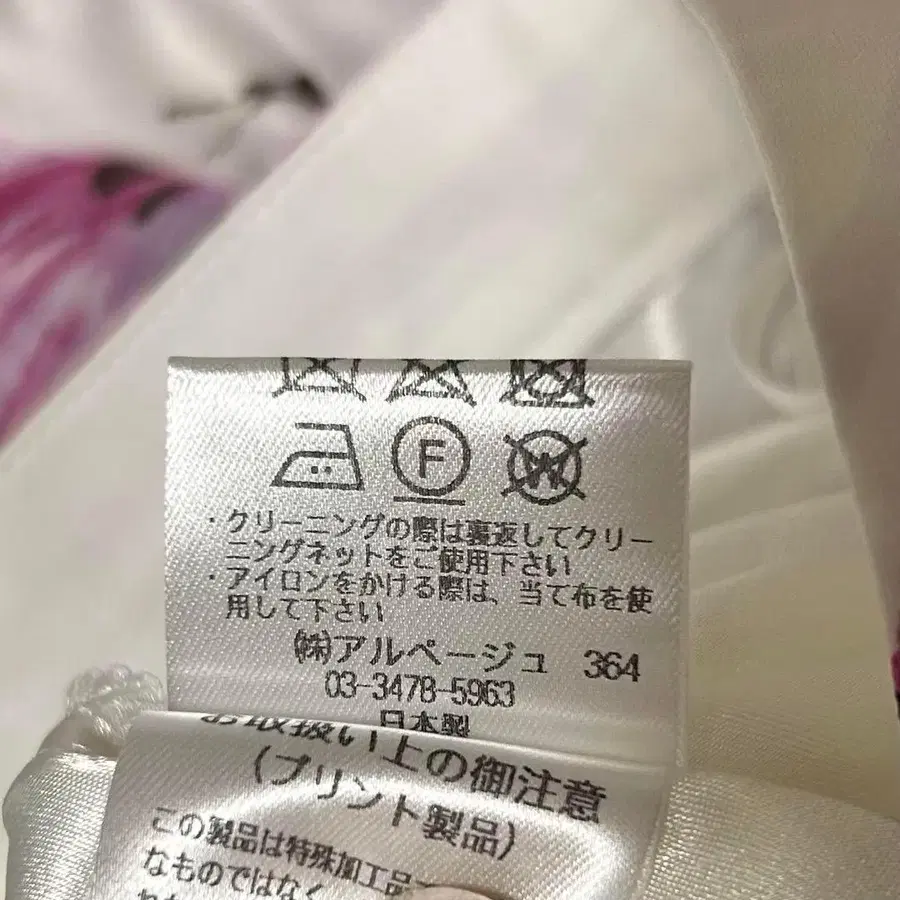 F W
・クリーニングの際は裏返してクリー
ニングネットをご使用下さい
・アイロンをかける際は、当て布を使
用して下さい
㈱アルページュ 364
03-3478-5963
日本製
お取扱い上の御注意
(プリント製品)
この製品は特殊加工品
なものではなく